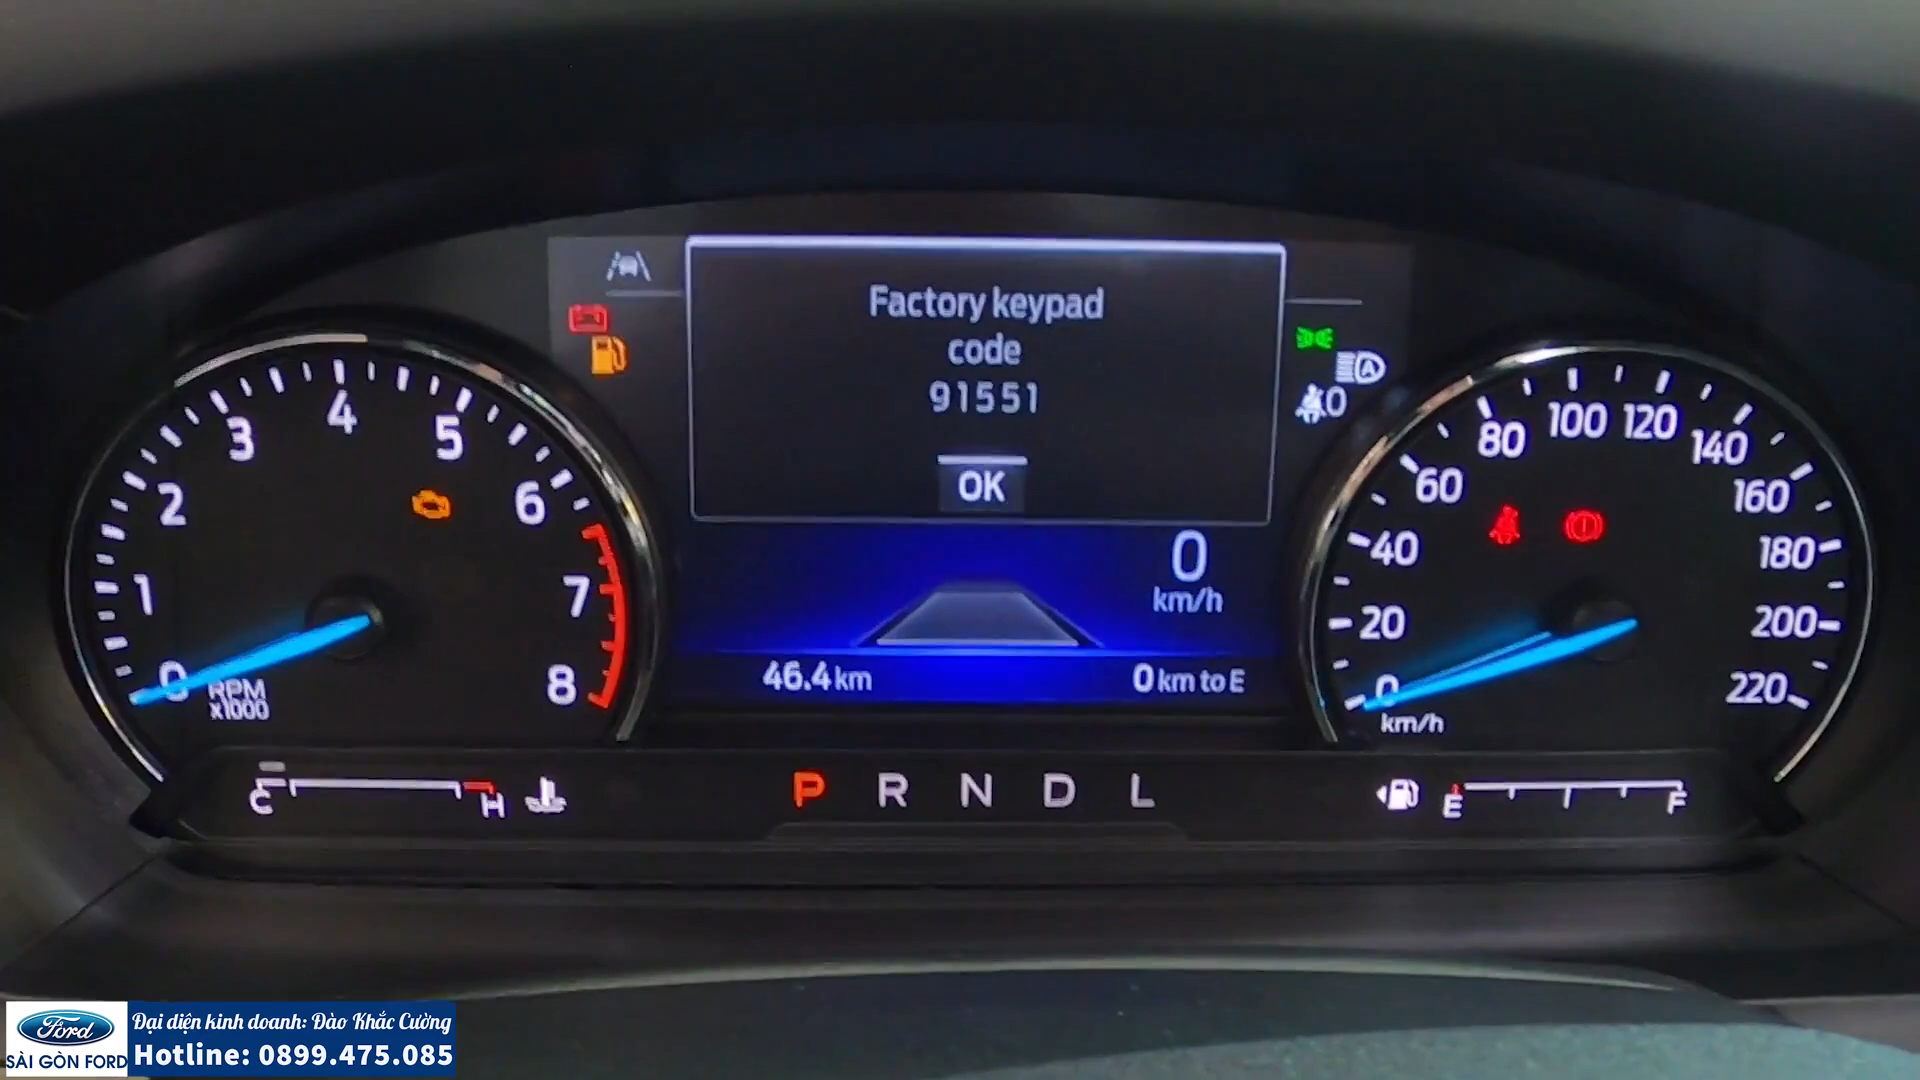 Factory keypad
code
91551
OK
0
km/h
46.4 km
0 km to E
0
1
2
3
4
5
6
7
8
RPM
x1000
A
0
0
20
40
60
80
100
120
140
160
180
200
220
km/h
C
H
P R N D L
E
F
Ford
SÀI GÒN FORD
Đại diện kinh doanh: Đào Khắc Cường
Hotline: 0899.475.085